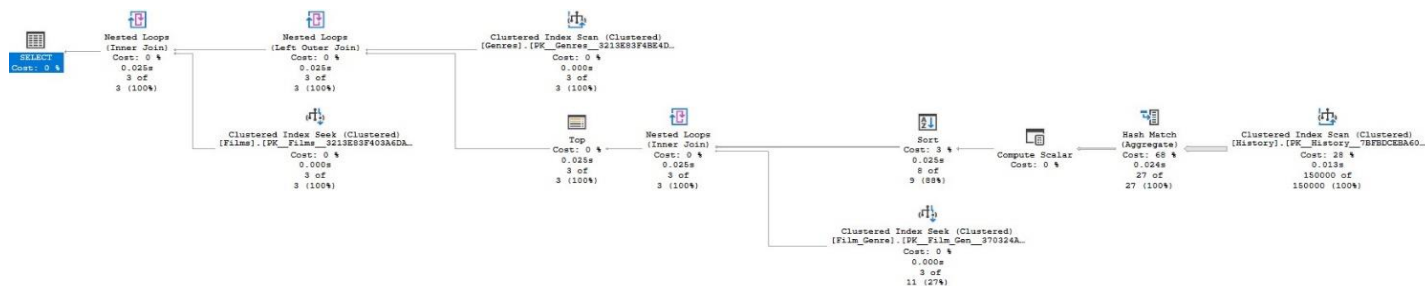 SELECT
Cost: 0 %
Nested Loops
(Inner Join)
Cost: 0 %
0.025s
3 of
3 (100%)
Nested Loops
(Left Outer Join)
Cost: 0 %
0.025s
3 of
3 (100%)
Clustered Index Scan (Clustered)
[Genres].[PK__Genres__3213E83F4BE4D…
Cost: 0 %
0.000s
3 of
3 (100%)
Clustered Index Seek (Clustered)
[Films].[PK__Films__3213E83F403A6DA…
Cost: 0 %
0.000s
3 of
3 (100%)
Top
Cost: 0 %
0.025s
3 of
3 (100%)
Nested Loops
(Inner Join)
Cost: 0 %
0.025s
3 of
3 (100%)
Sort
Cost: 3 %
0.025s
8 of
9 (88%)
Compute Scalar
Cost: 0 %
Hash Match
(Aggregate)
Cost: 68 %
0.024s
27 of
27 (100%)
Clustered Index Scan (Clustered)
[History].[PK__History__7BFBDCEBA60…
Cost: 28 %
0.013s
150000 of
150000 (100%)
Clustered Index Seek (Clustered)
[Film_Genre].[PK__Film_Gen__370324A…
Cost: 0 %
0.000s
3 of
11 (27%)